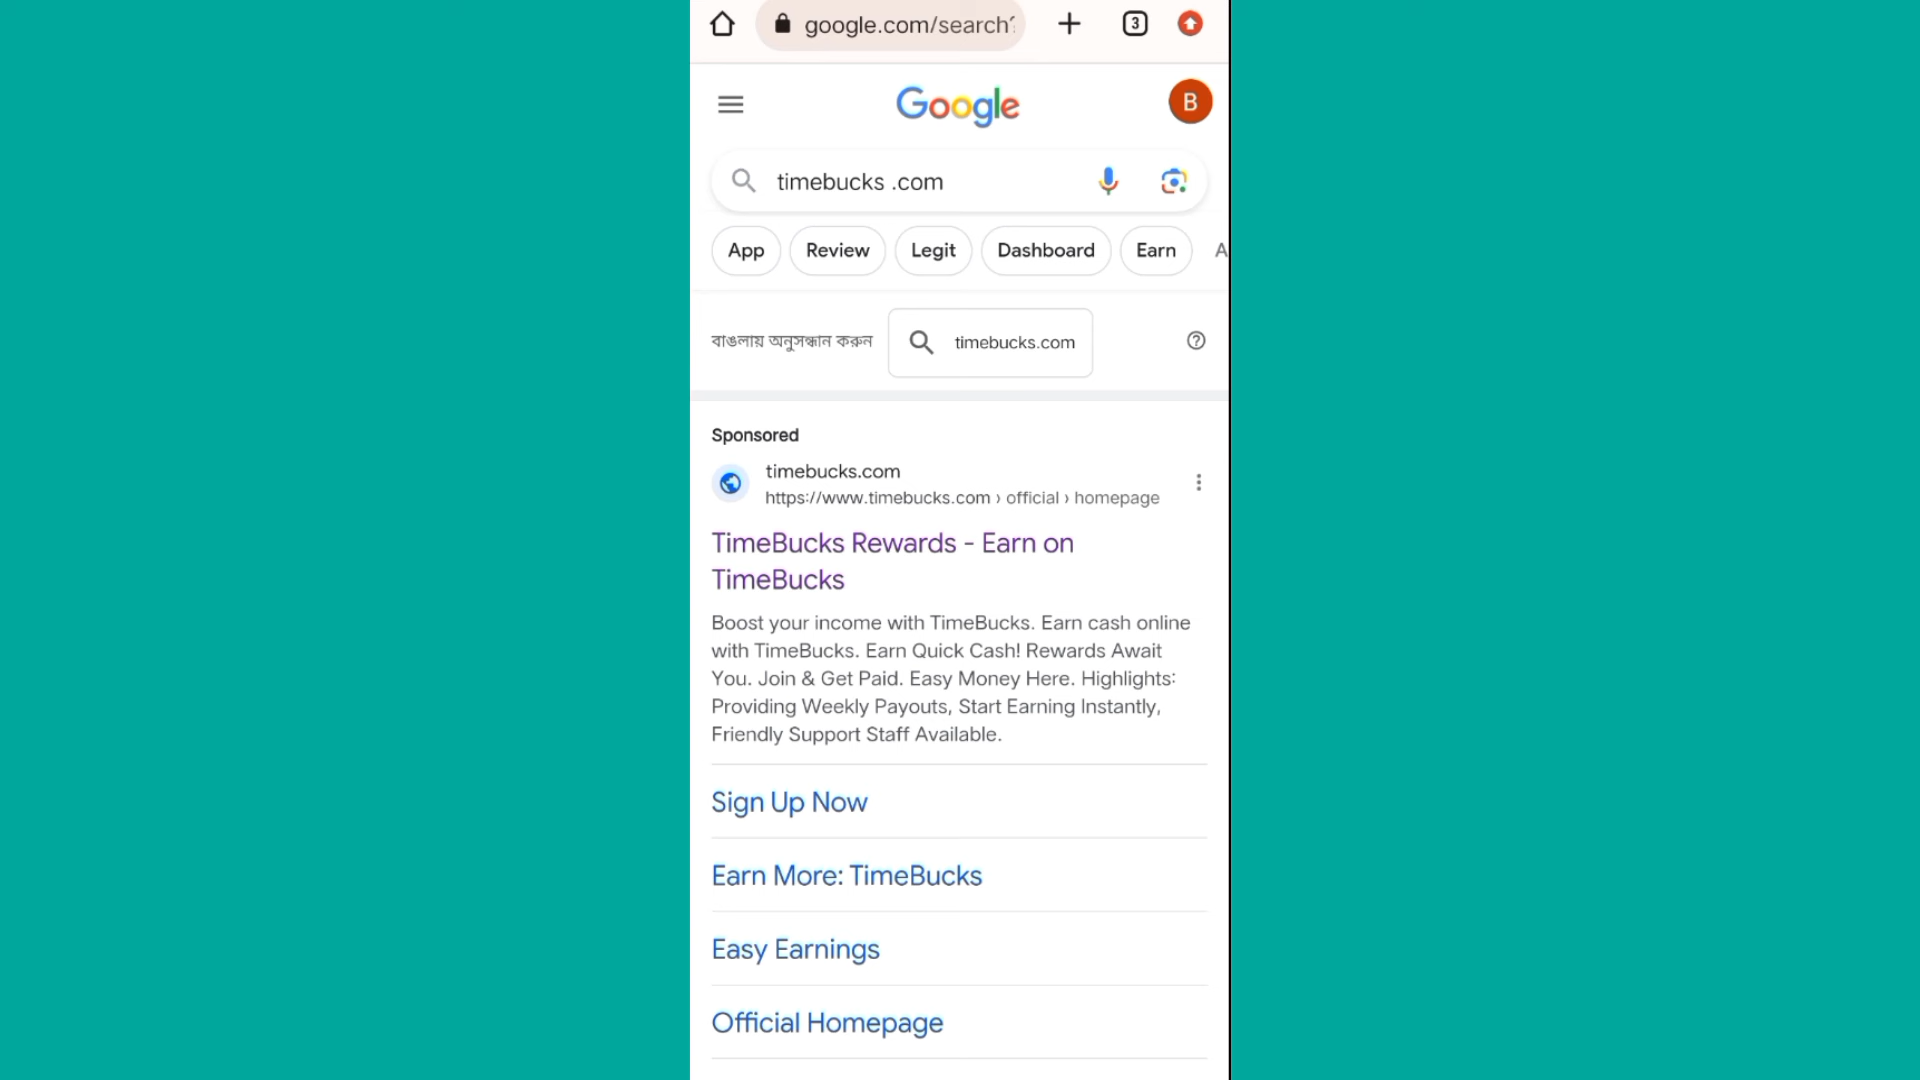 google.com/search?
3
Google
B
timebucks .com
App
Review
Legit
Dashboard
Earn
A
বাঙলায় অনুসন্ধান করুন
timebucks.com
Sponsored
timebucks.com
https://www.timebucks.com › official › homepage
TimeBucks Rewards - Earn on
TimeBucks
Boost your income with TimeBucks. Earn cash online
with TimeBucks. Earn Quick Cash! Rewards Await
You. Join & Get Paid. Easy Money Here. Highlights:
Providing Weekly Payouts, Start Earning Instantly,
Friendly Support Staff Available.
Sign Up Now
Earn More: TimeBucks
Easy Earnings
Official Homepage